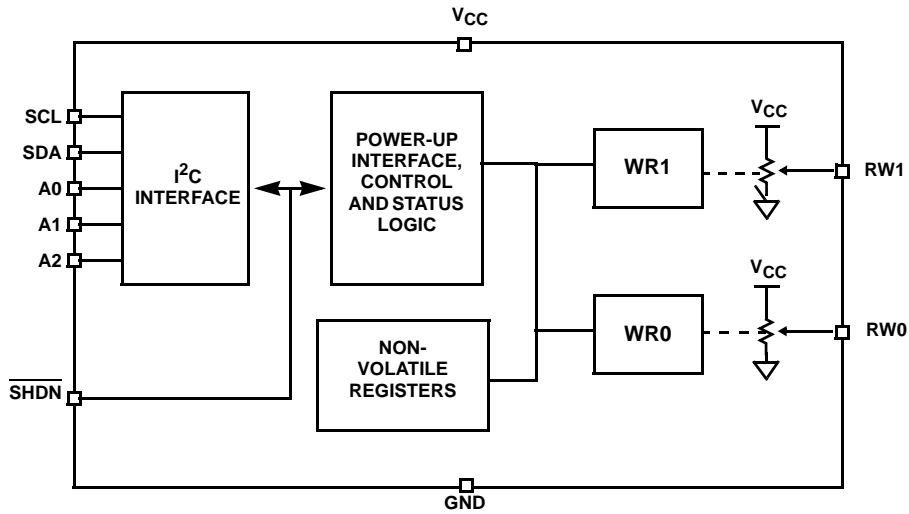 VCC
SCL
SDA
A0
A1
A2
SHDN
I²C
INTERFACE
POWER-UP
INTERFACE,
CONTROL
AND STATUS
LOGIC
NON-
VOLATILE
REGISTERS
WR1
VCC
RW1
WR0
VCC
RW0
GND